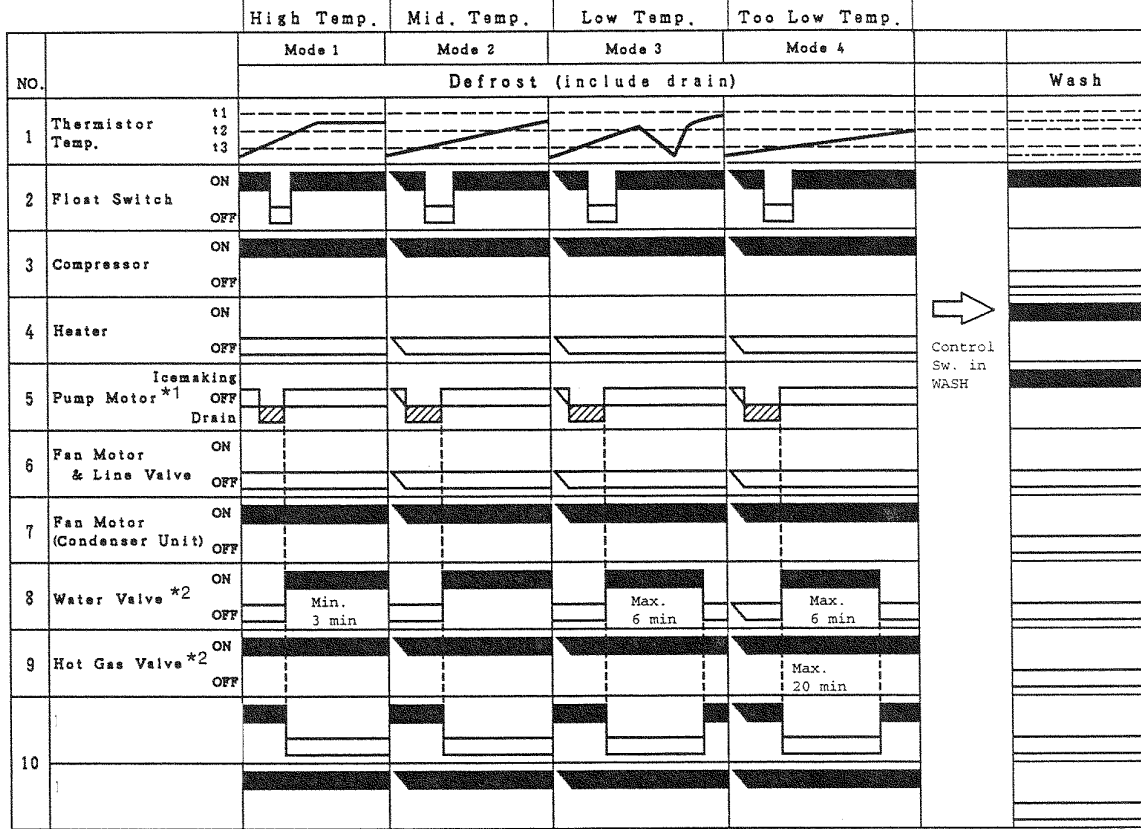 High Temp. Mid. Temp. Low Temp. Too Low Temp.
Mode 1 Mode 2 Mode 3 Mode 4
NO. Defrost (include drain) Wash
1 Thermistor Temp. t1 t2 t3
2 Float Switch ON OFF
3 Compressor ON OFF
4 Heater ON OFF
Control Sw. in WASH
5 Pump Motor *1 Icemaking OFF Drain
6 Fan Motor & Line Valve ON OFF
7 Fan Motor (Condenser Unit) ON OFF
8 Water Valve *2 ON OFF Min. 3 min Max. 6 min Max. 6 min
9 Hot Gas Valve *2 ON OFF Max. 20 min
10